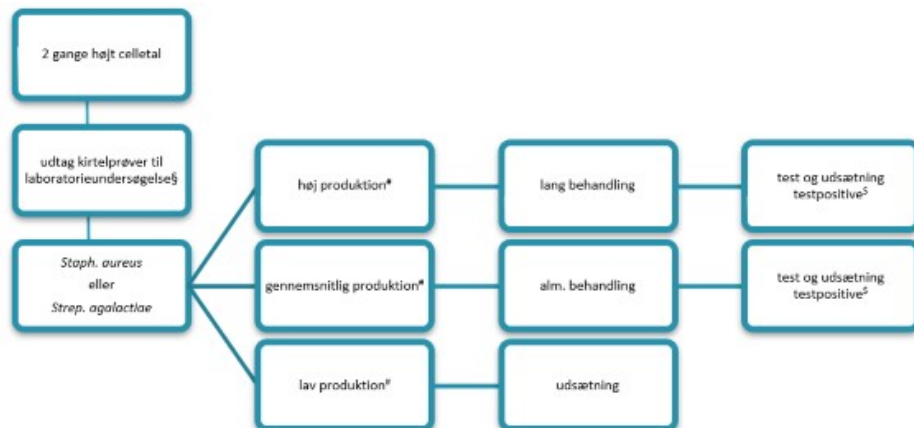 2 gange højt celletal
udtag kirtelprøver til
laboratorieundersøgelse§
Staph. aureus
eller
Strep. agalactiae
høj produktion#
lang behandling
test og udsætning
testpositive$
gennemsnitlig produktion#
alm. behandling
test og udsætning
testpositive$
lav produktion#
udsætning